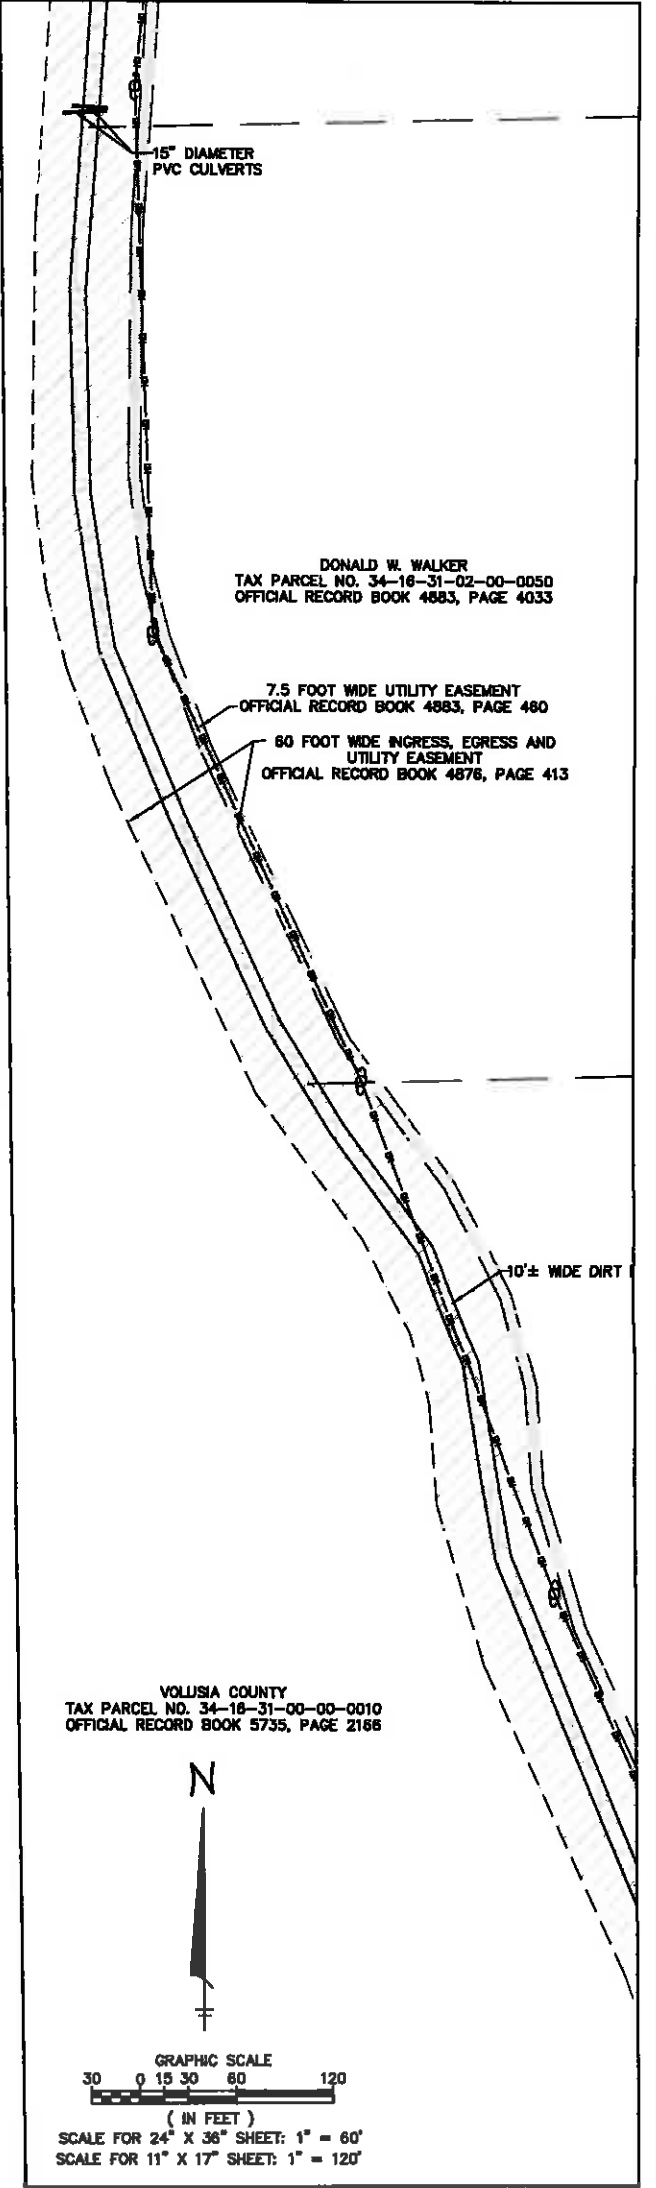 15" DIAMETER
PVC CULVERTS
DONALD W. WALKER
TAX PARCEL NO. 34-16-31-02-00-0050
OFFICIAL RECORD BOOK 4883, PAGE 4033
7.5 FOOT WIDE UTILITY EASEMENT
OFFICIAL RECORD BOOK 4883, PAGE 460
60 FOOT WIDE INGRESS, EGRESS AND
UTILITY EASEMENT
OFFICIAL RECORD BOOK 4876, PAGE 413
10'± WIDE DIRT
VOLUSIA COUNTY
TAX PARCEL NO. 34-16-31-00-00-0010
OFFICIAL RECORD BOOK 5735, PAGE 2166
N
GRAPHIC SCALE
30 0 15 30 60 120
( IN FEET )
SCALE FOR 24" X 36" SHEET: 1" = 60'
SCALE FOR 11" X 17" SHEET: 1" = 120'